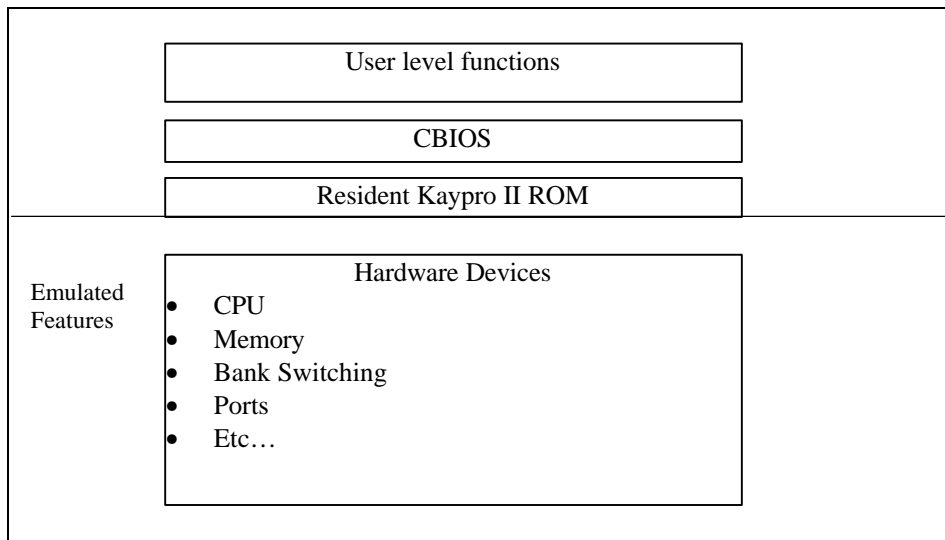 User level functions
CBIOS
Resident Kaypro II ROM
Hardware Devices
Emulated
Features
• CPU
• Memory
• Bank Switching
• Ports
• Etc…